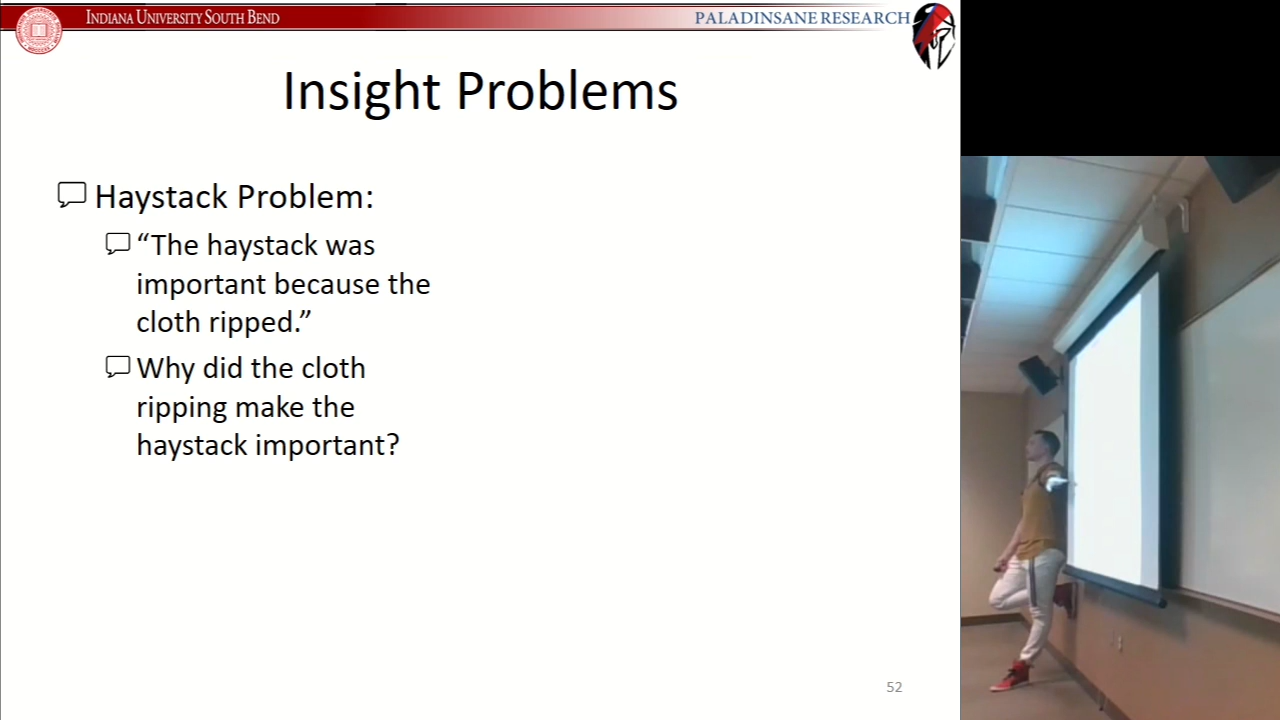 INDIANA UNIVERSITY SOUTH BEND
PALADINSANE RESEARCH
Insight Problems
Haystack Problem:
“The haystack was
important because the
cloth ripped.”
Why did the cloth
ripping make the
haystack important?
52